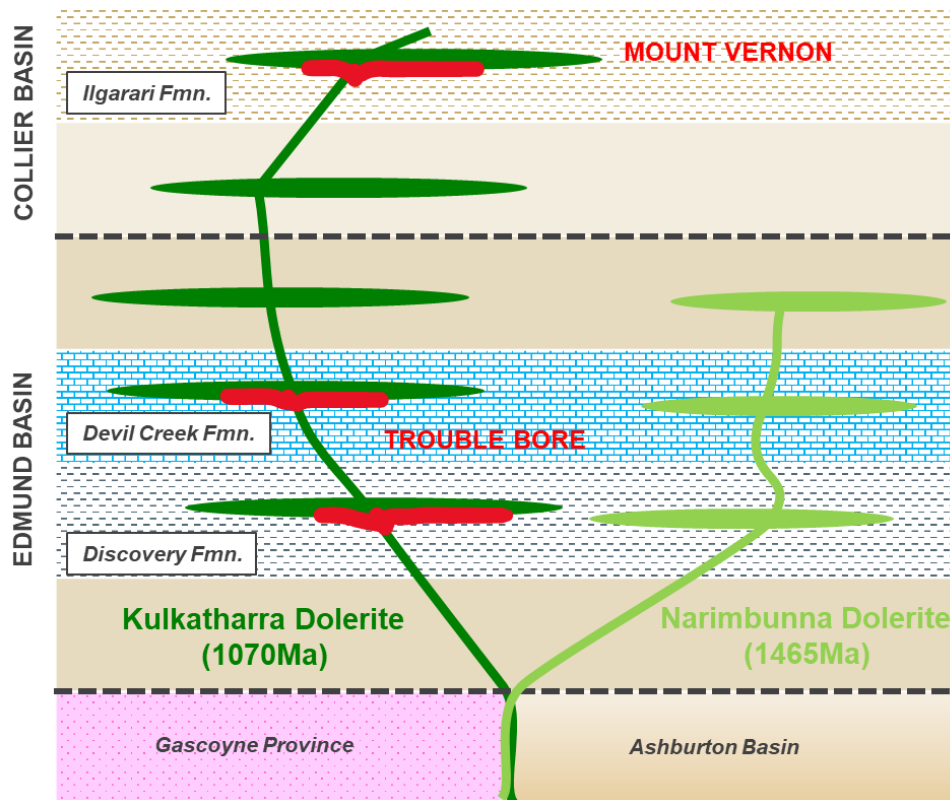 COLLIER BASIN
MOUNT VERNON
Ilgarari Fmn.
EDMUND BASIN
Devil Creek Fmn.
TROUBLE BORE
Discovery Fmn.
Kulkatharra Dolerite
(1070Ma)
Narimbunna Dolerite
(1465Ma)
Gascoyne Province
Ashburton Basin